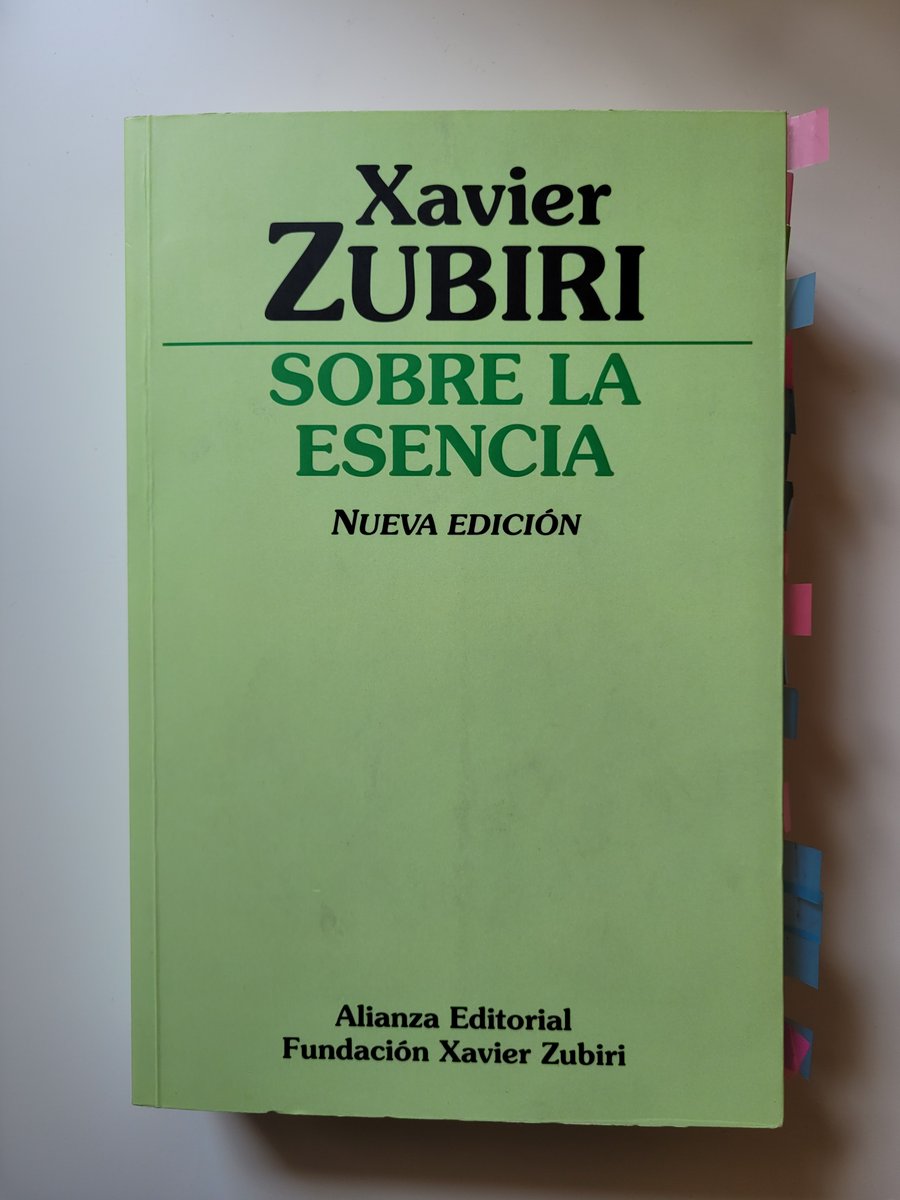 Xavier
ZUBIRI
SOBRE LA
ESENCIA
NUEVA EDICIÓN
Alianza Editorial
Fundación Xavier Zubiri